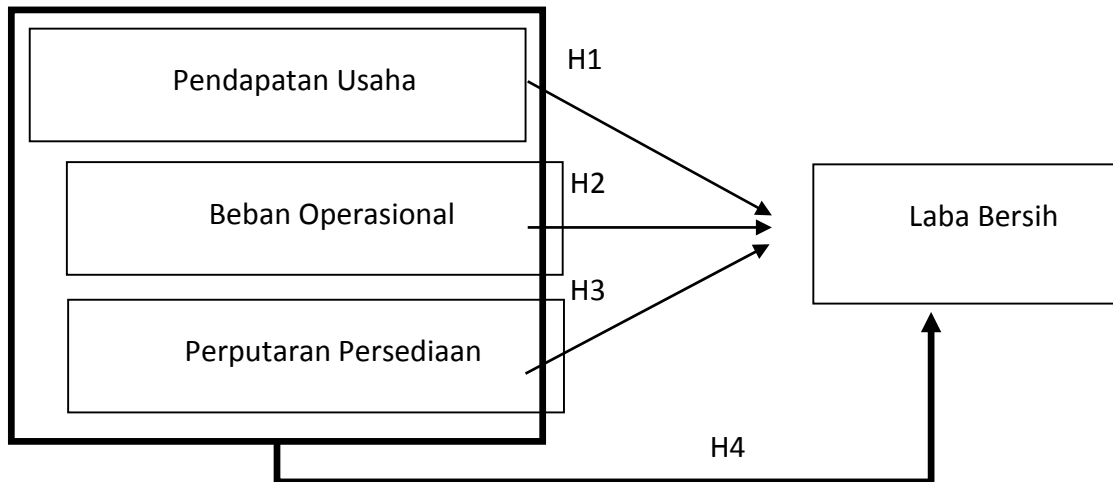 H1
Pendapatan Usaha
H2
Beban Operasional
Laba Bersih
H3
Perputaran Persediaan
H4